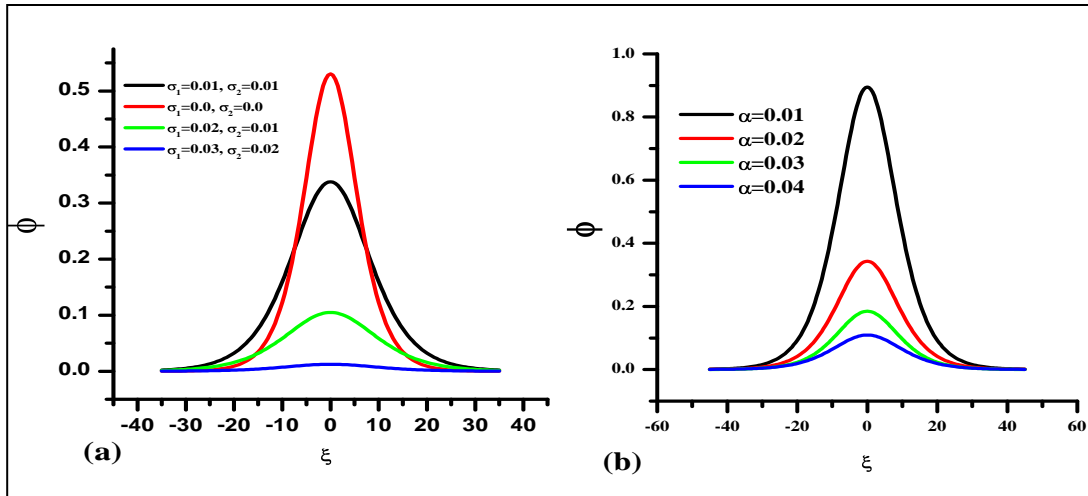 σ₁=0.01, σ₂=0.01
σ₁=0.0, σ₂=0.0
σ₁=0.02, σ₂=0.01
σ₁=0.03, σ₂=0.02
0.5
0.4
0.3
0.2
0.1
0.0
ϕ
-40 -30 -20 -10 0 10 20 30 40
(a)
ξ
α=0.01
α=0.02
α=0.03
α=0.04
1.0
0.8
0.6
0.4
0.2
0.0
ϕ
-60 -40 -20 0 20 40 60
(b)
ξ